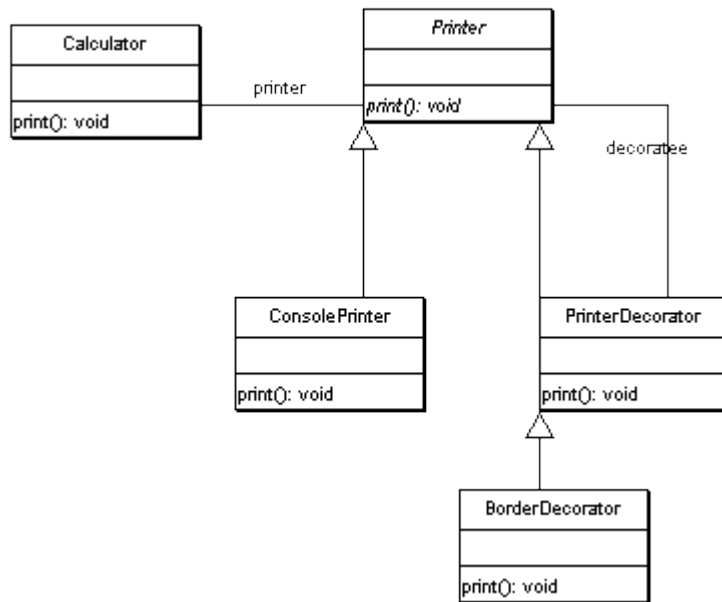 Calculator
print(): void
printer
Printer
print(): void
decoratee
ConsolePrinter
print(): void
PrinterDecorator
print(): void
BorderDecorator
print(): void